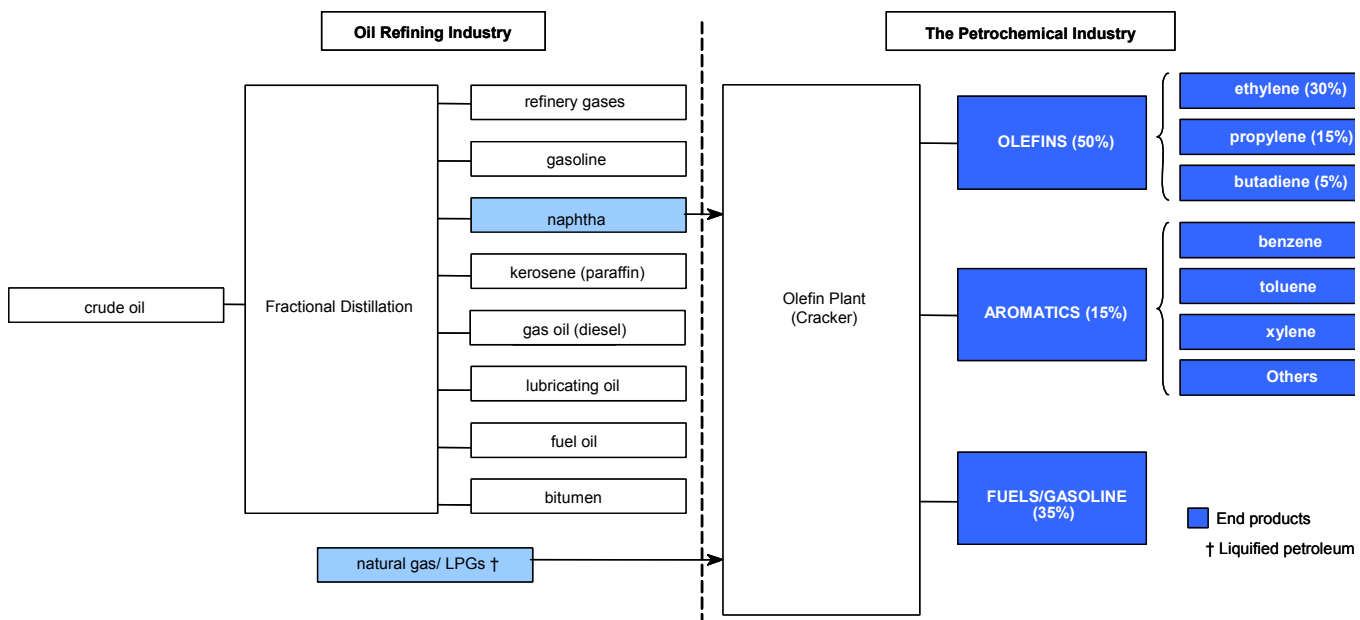 Oil Refining Industry
The Petrochemical Industry
crude oil
Fractional Distillation
refinery gases
gasoline
naphtha
kerosene (paraffin)
gas oil (diesel)
lubricating oil
fuel oil
bitumen
natural gas/ LPGs †
Olefin Plant
(Cracker)
OLEFINS (50%)
ethylene (30%)
propylene (15%)
butadiene (5%)
AROMATICS (15%)
benzene
toluene
xylene
Others
FUELS/GASOLINE
(35%)
End products
† Liquified petroleum